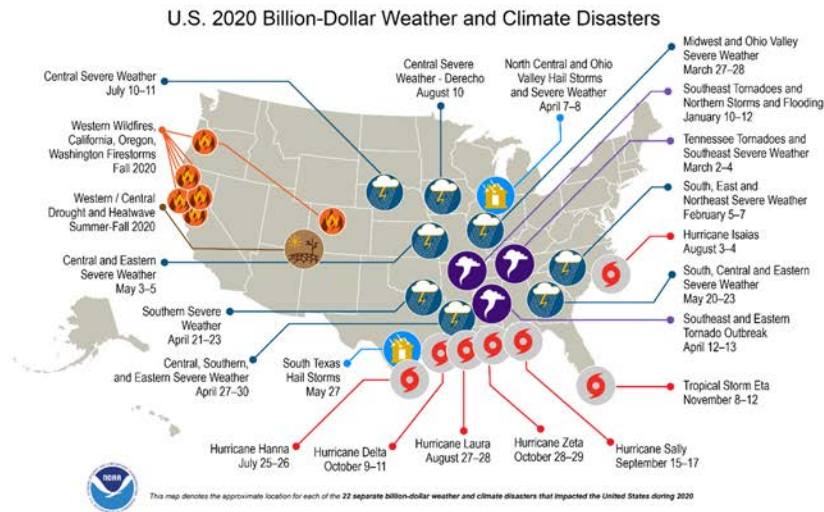 U.S. 2020 Billion-Dollar Weather and Climate Disasters
Central Severe Weather
July 10–11
Central Severe
Weather - Derecho
August 10
North Central and Ohio
Valley Hail Storms
and Severe Weather
April 7–8
Midwest and Ohio Valley
Severe Weather
March 27–28
Southeast Tornadoes and
Northern Storms and Flooding
January 10–12
Tennessee Tornadoes and
Southeast Severe Weather
March 2–4
South, East and
Northeast Severe Weather
February 5–7
Hurricane Isaias
August 3–4
South, Central and Eastern
Severe Weather
May 20–23
Southeast and Eastern
Tornado Outbreak
April 12–13
Tropical Storm Eta
November 8–12
Western Wildfires,
California, Oregon,
Washington Firestorms
Fall 2020
Western / Central
Drought and Heatwave
Summer-Fall 2020
Central and Eastern
Severe Weather
May 3–5
Southern Severe
Weather
April 21–23
Central, Southern,
and Eastern Severe Weather
April 27–30
South Texas
Hail Storms
May 27
Hurricane Hanna
July 25–26
Hurricane Delta
October 9–11
Hurricane Laura
August 27–28
Hurricane Zeta
October 28–29
Hurricane Sally
September 15–17
NOAA
This map denotes the approximate location for each of the 22 separate billion-dollar weather and climate disasters that impacted the United States during 2020